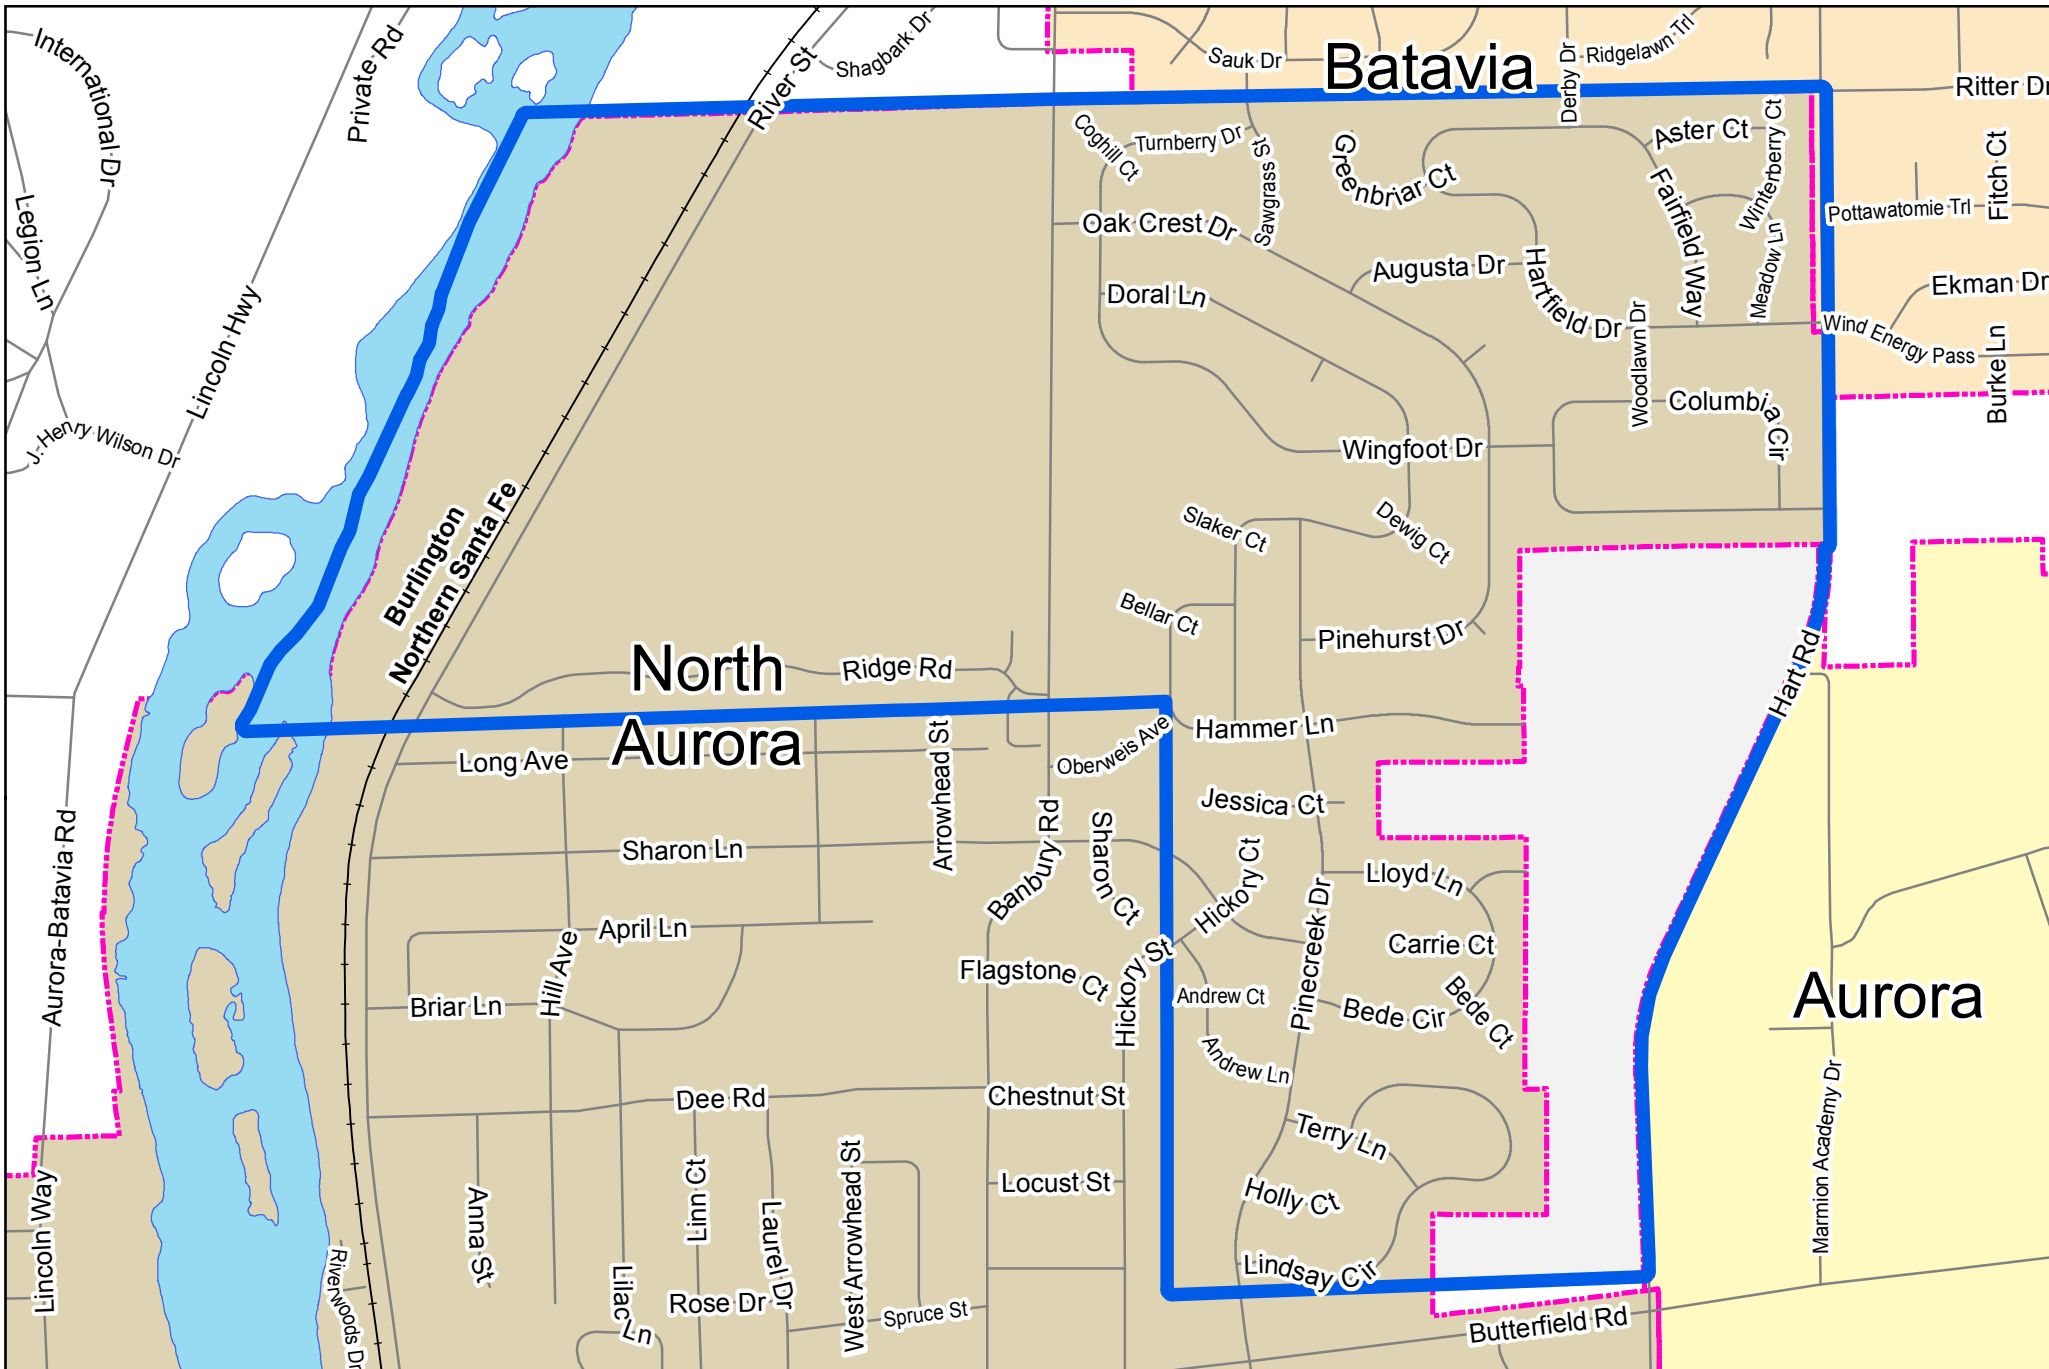 International Dr
Private Rd
River St
Shagbark Dr
Sauk Dr
Batavia
Derby Dr
Ridgelawn Trl
Ritter Dr
Legion Ln
Lincoln Hwy
Coghill Ct
Turnberry Dr
Sawgrass St
Greenbriar Ct
Aster Ct
Winterberry Ct
Fitch Ct
Oak Crest Dr
Fairfield Way
Pottawatomie Trl
Augusta Dr
Hartfield Dr
Meadow Ln
Ekman Dr
Doral Ln
Woodlawn Dr
Wind Energy Pass
Burke Ln
J. Henry Wilson Dr
Columbia Cir
Wingfoot Dr
Burlington
Northern Santa Fe
Slaker Ct
Dewig Ct
Bellar Ct
Pinehurst Dr
North
Aurora
Ridge Rd
Hart Rd
Hammer Ln
Oberweis Ave
Arrowhead St
Long Ave
Jessica Ct
Aurora-Batavia Rd
Sharon Ln
Banbury Rd
Sharon Ct
Hickory Ct
Lloyd Ln
Pinecreek Dr
April Ln
Hill Ave
Carrie Ct
Flagstone Ct
Hickory St
Andrew Ct
Bede Cir
Bede Ct
Aurora
Briar Ln
Andrew Ln
Dee Rd
Chestnut St
Terry Ln
Marmion Academy Dr
Locust St
Holly Ct
Lincoln Way
Anna St
Linn Ct
Laurel Dr
West Arrowhead St
Riverwoods Dr
Lilac Ln
Rose Dr
Spruce St
Lindsay Cir
Butterfield Rd